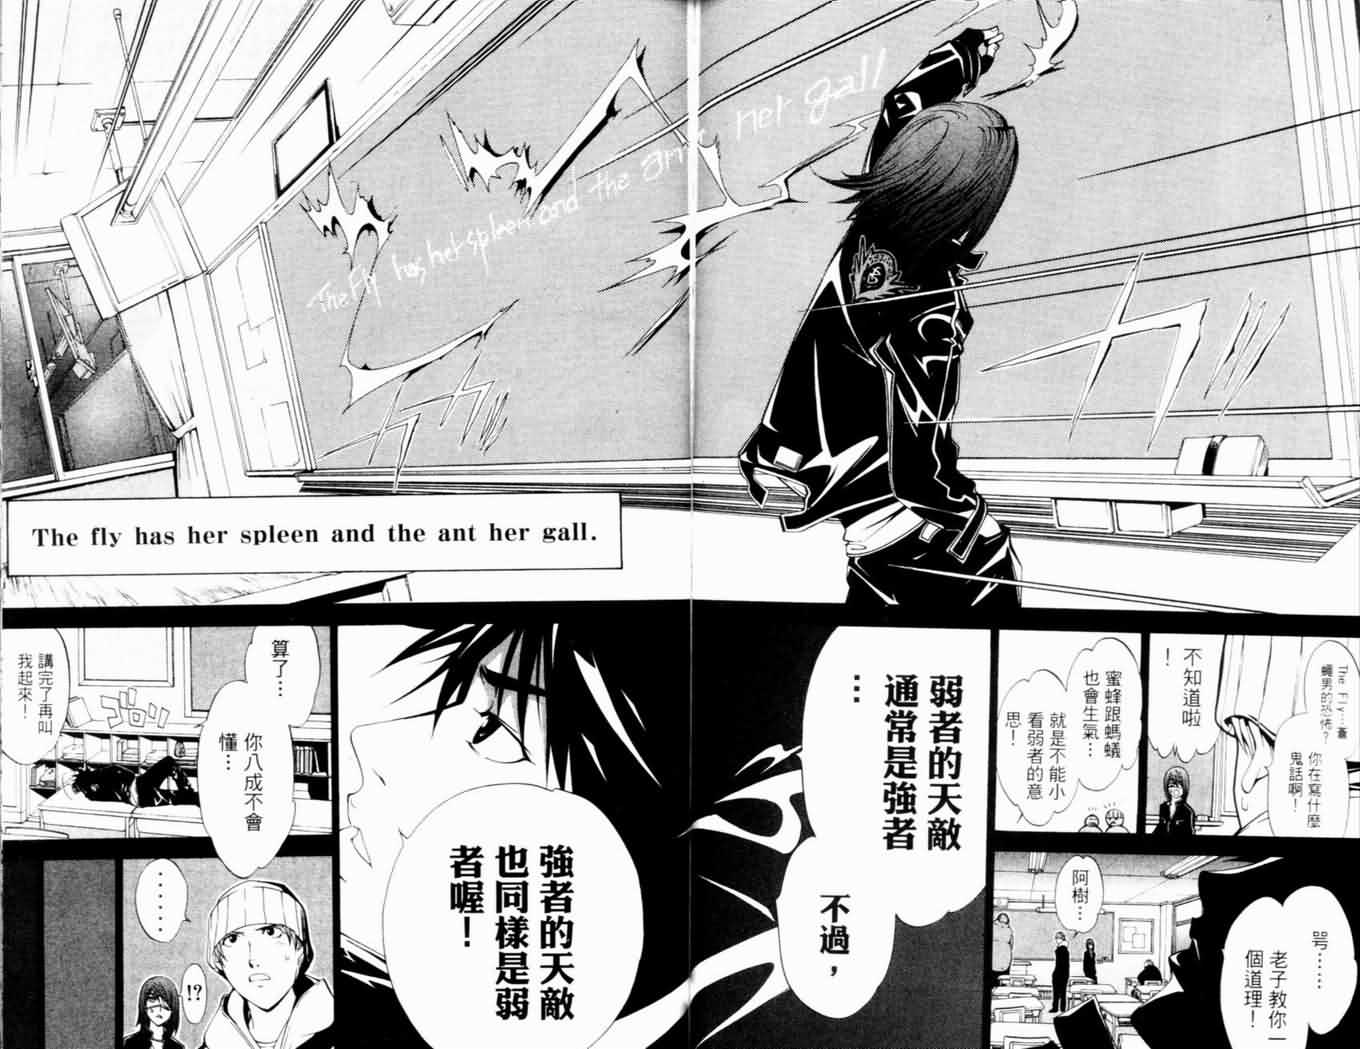 The Fly has her spleen and the ant her gall
The fly has her spleen and the ant her gall.
The Fly…蒼
蠅男的恐怖?
你在寫什麼
鬼話啊!
不知道啦
!
蜜蜂跟螞蟻
也會生氣…
就是不能小
看弱者的意
思!
咢……
老子教你一
個道理!
阿樹…
弱者的天敵
通常是強者
…
不過,
強者的天敵
也同樣是弱
者喔!
算了…
你八成不會
懂…
講完了再叫
我起來!
……
!?